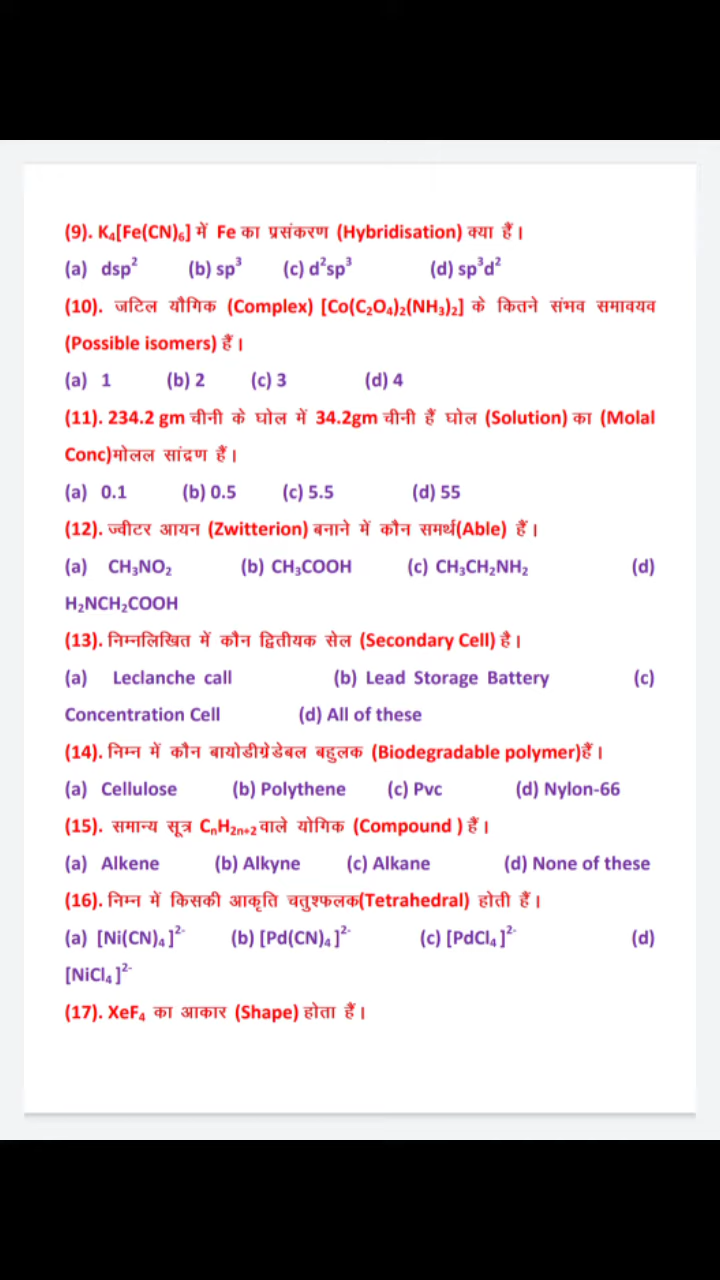 (9). K₄[Fe(CN)₆] में Fe का प्रसंकरण (Hybridisation) क्या हैं।
(a) dsp² (b) sp³ (c) d²sp³ (d) sp³d²
(10). जटिल यौगिक (Complex) [Co(C₂O₄)₂(NH₃)₂] के कितने संभव समावयव
(Possible isomers) हैं।
(a) 1 (b) 2 (c) 3 (d) 4
(11). 234.2 gm चीनी के घोल में 34.2gm चीनी हैं घोल (Solution) का (Molal
Conc)मोलल सांद्रण हैं।
(a) 0.1 (b) 0.5 (c) 5.5 (d) 55
(12). ज्वीटर आयन (Zwitterion) बनाने में कौन समर्थ(Able) हैं।
(a) CH₃NO₂ (b) CH₃COOH (c) CH₃CH₂NH₂ (d)
H₂NCH₂COOH
(13). निम्नलिखित में कौन द्वितीयक सेल (Secondary Cell) है।
(a) Leclanche call (b) Lead Storage Battery (c)
Concentration Cell (d) All of these
(14). निम्न में कौन बायोडीग्रेडेबल बहुलक (Biodegradable polymer)हैं।
(a) Cellulose (b) Polythene (c) Pvc (d) Nylon-66
(15). समान्य सूत्र CₙH₂ₙ₊₂ वाले योगिक (Compound ) हैं।
(a) Alkene (b) Alkyne (c) Alkane (d) None of these
(16). निम्न में किसकी आकृति चतुश्फलक(Tetrahedral) होती हैं।
(a) [Ni(CN)₄]²⁻ (b) [Pd(CN)₄]²⁻ (c) [PdCl₄]²⁻ (d)
[NiCl₄]²⁻
(17). XeF₄ का आकार (Shape) होता हैं।